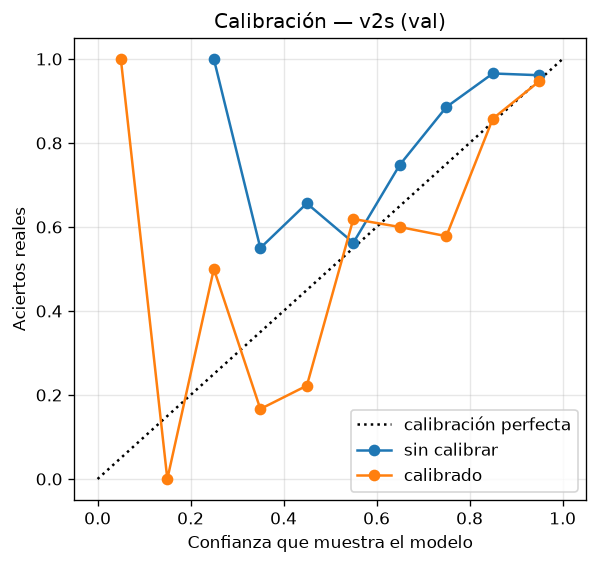 Calibración — v2s (val)
1.0
0.8
0.6
0.4
0.2
0.0
Aciertos reales
calibración perfecta
sin calibrar
calibrado
0.0 0.2 0.4 0.6 0.8 1.0
Confianza que muestra el modelo